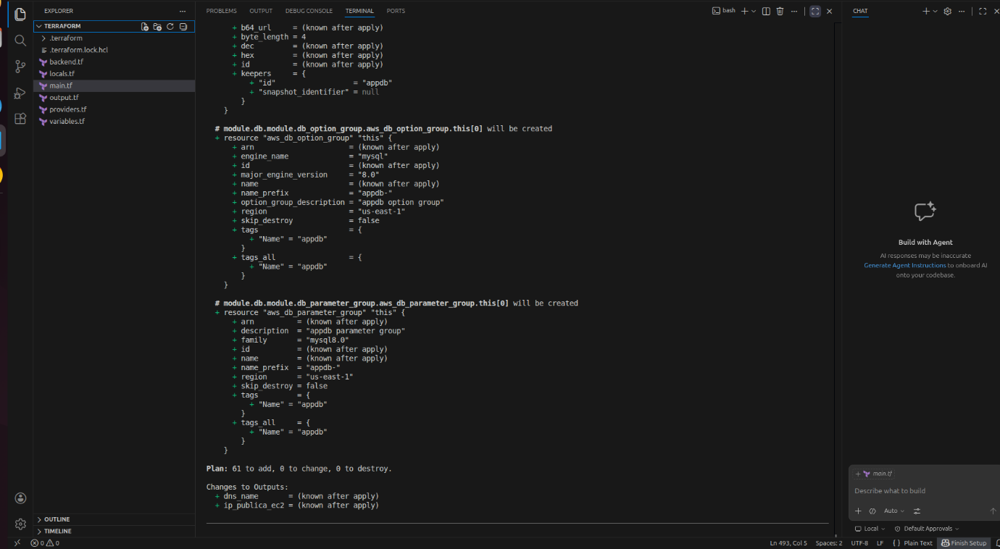 EXPLORER
TERRAFORM
.terraform
.terraform.lock.hcl
backend.tf
locals.tf
main.tf
output.tf
providers.tf
variables.tf
OUTLINE
TIMELINE
PROBLEMS OUTPUT DEBUG CONSOLE TERMINAL PORTS
bash
+ b64_url     = (known after apply)
+ byte_length = 4
+ dec         = (known after apply)
+ hex         = (known after apply)
+ id          = (known after apply)
+ keepers     = {
+ "id"                  = "appdb"
+ "snapshot_identifier" = null
}
}
# module.db.module.db_option_group.aws_db_option_group.this[0] will be created
+ resource "aws_db_option_group" "this" {
+ arn                      = (known after apply)
+ engine_name              = "mysql"
+ id                       = (known after apply)
+ major_engine_version     = "8.0"
+ name                     = (known after apply)
+ name_prefix              = "appdb-"
+ option_group_description = "appdb option group"
+ region                   = "us-east-1"
+ skip_destroy             = false
+ tags                     = {
+ "Name" = "appdb"
}
+ tags_all                 = {
+ "Name" = "appdb"
}
}
# module.db.module.db_parameter_group.aws_db_parameter_group.this[0] will be created
+ resource "aws_db_parameter_group" "this" {
+ arn          = (known after apply)
+ description  = "appdb parameter group"
+ family       = "mysql8.0"
+ id           = (known after apply)
+ name         = (known after apply)
+ name_prefix  = "appdb-"
+ region       = "us-east-1"
+ skip_destroy = false
+ tags         = {
+ "Name" = "appdb"
}
+ tags_all     = {
+ "Name" = "appdb"
}
}
Plan: 61 to add, 0 to change, 0 to destroy.
Changes to Outputs:
+ dns_name       = (known after apply)
+ ip_publica_ec2 = (known after apply)
CHAT
Build with Agent
AI responses may be inaccurate
Generate Agent Instructions to onboard AI
onto your codebase.
main.tf
Describe what to build
Auto
Local Default Approvals
0 0
Ln 493, Col 5 Spaces: 2 UTF-8 LF { } Plain Text Finish Setup